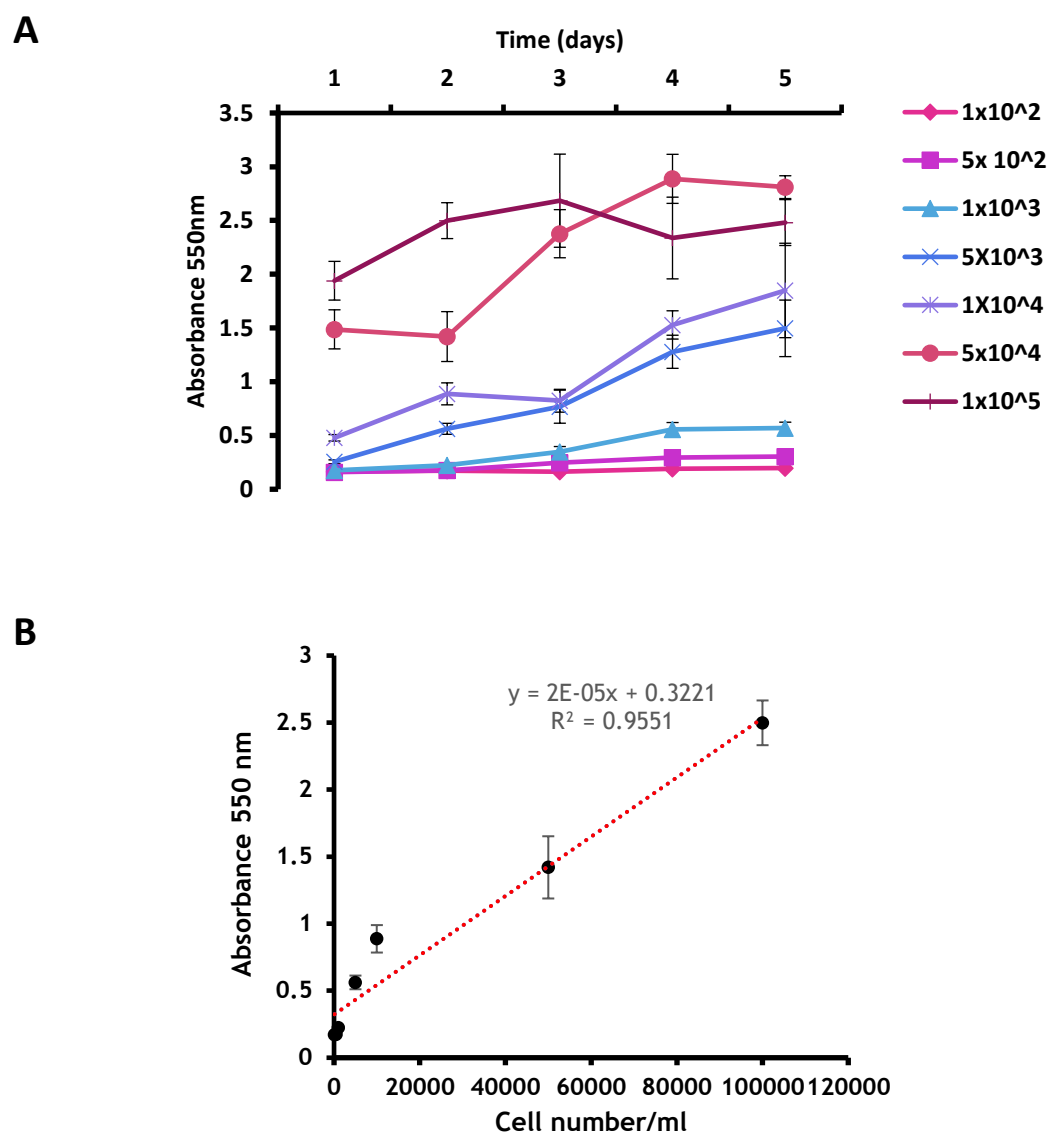 A
Time (days)
1 2 3 4 5
3.5
3
2.5
2
1.5
1
0.5
0
Absorbance 550nm
1x10^2
5x 10^2
1x10^3
5X10^3
1X10^4
5x10^4
1x10^5
B
y = 2E-05x + 0.3221
R² = 0.9551
3
2.5
2
1.5
1
0.5
0
Absorbance 550 nm
0 20000 40000 60000 80000 100000 120000
Cell number/ml